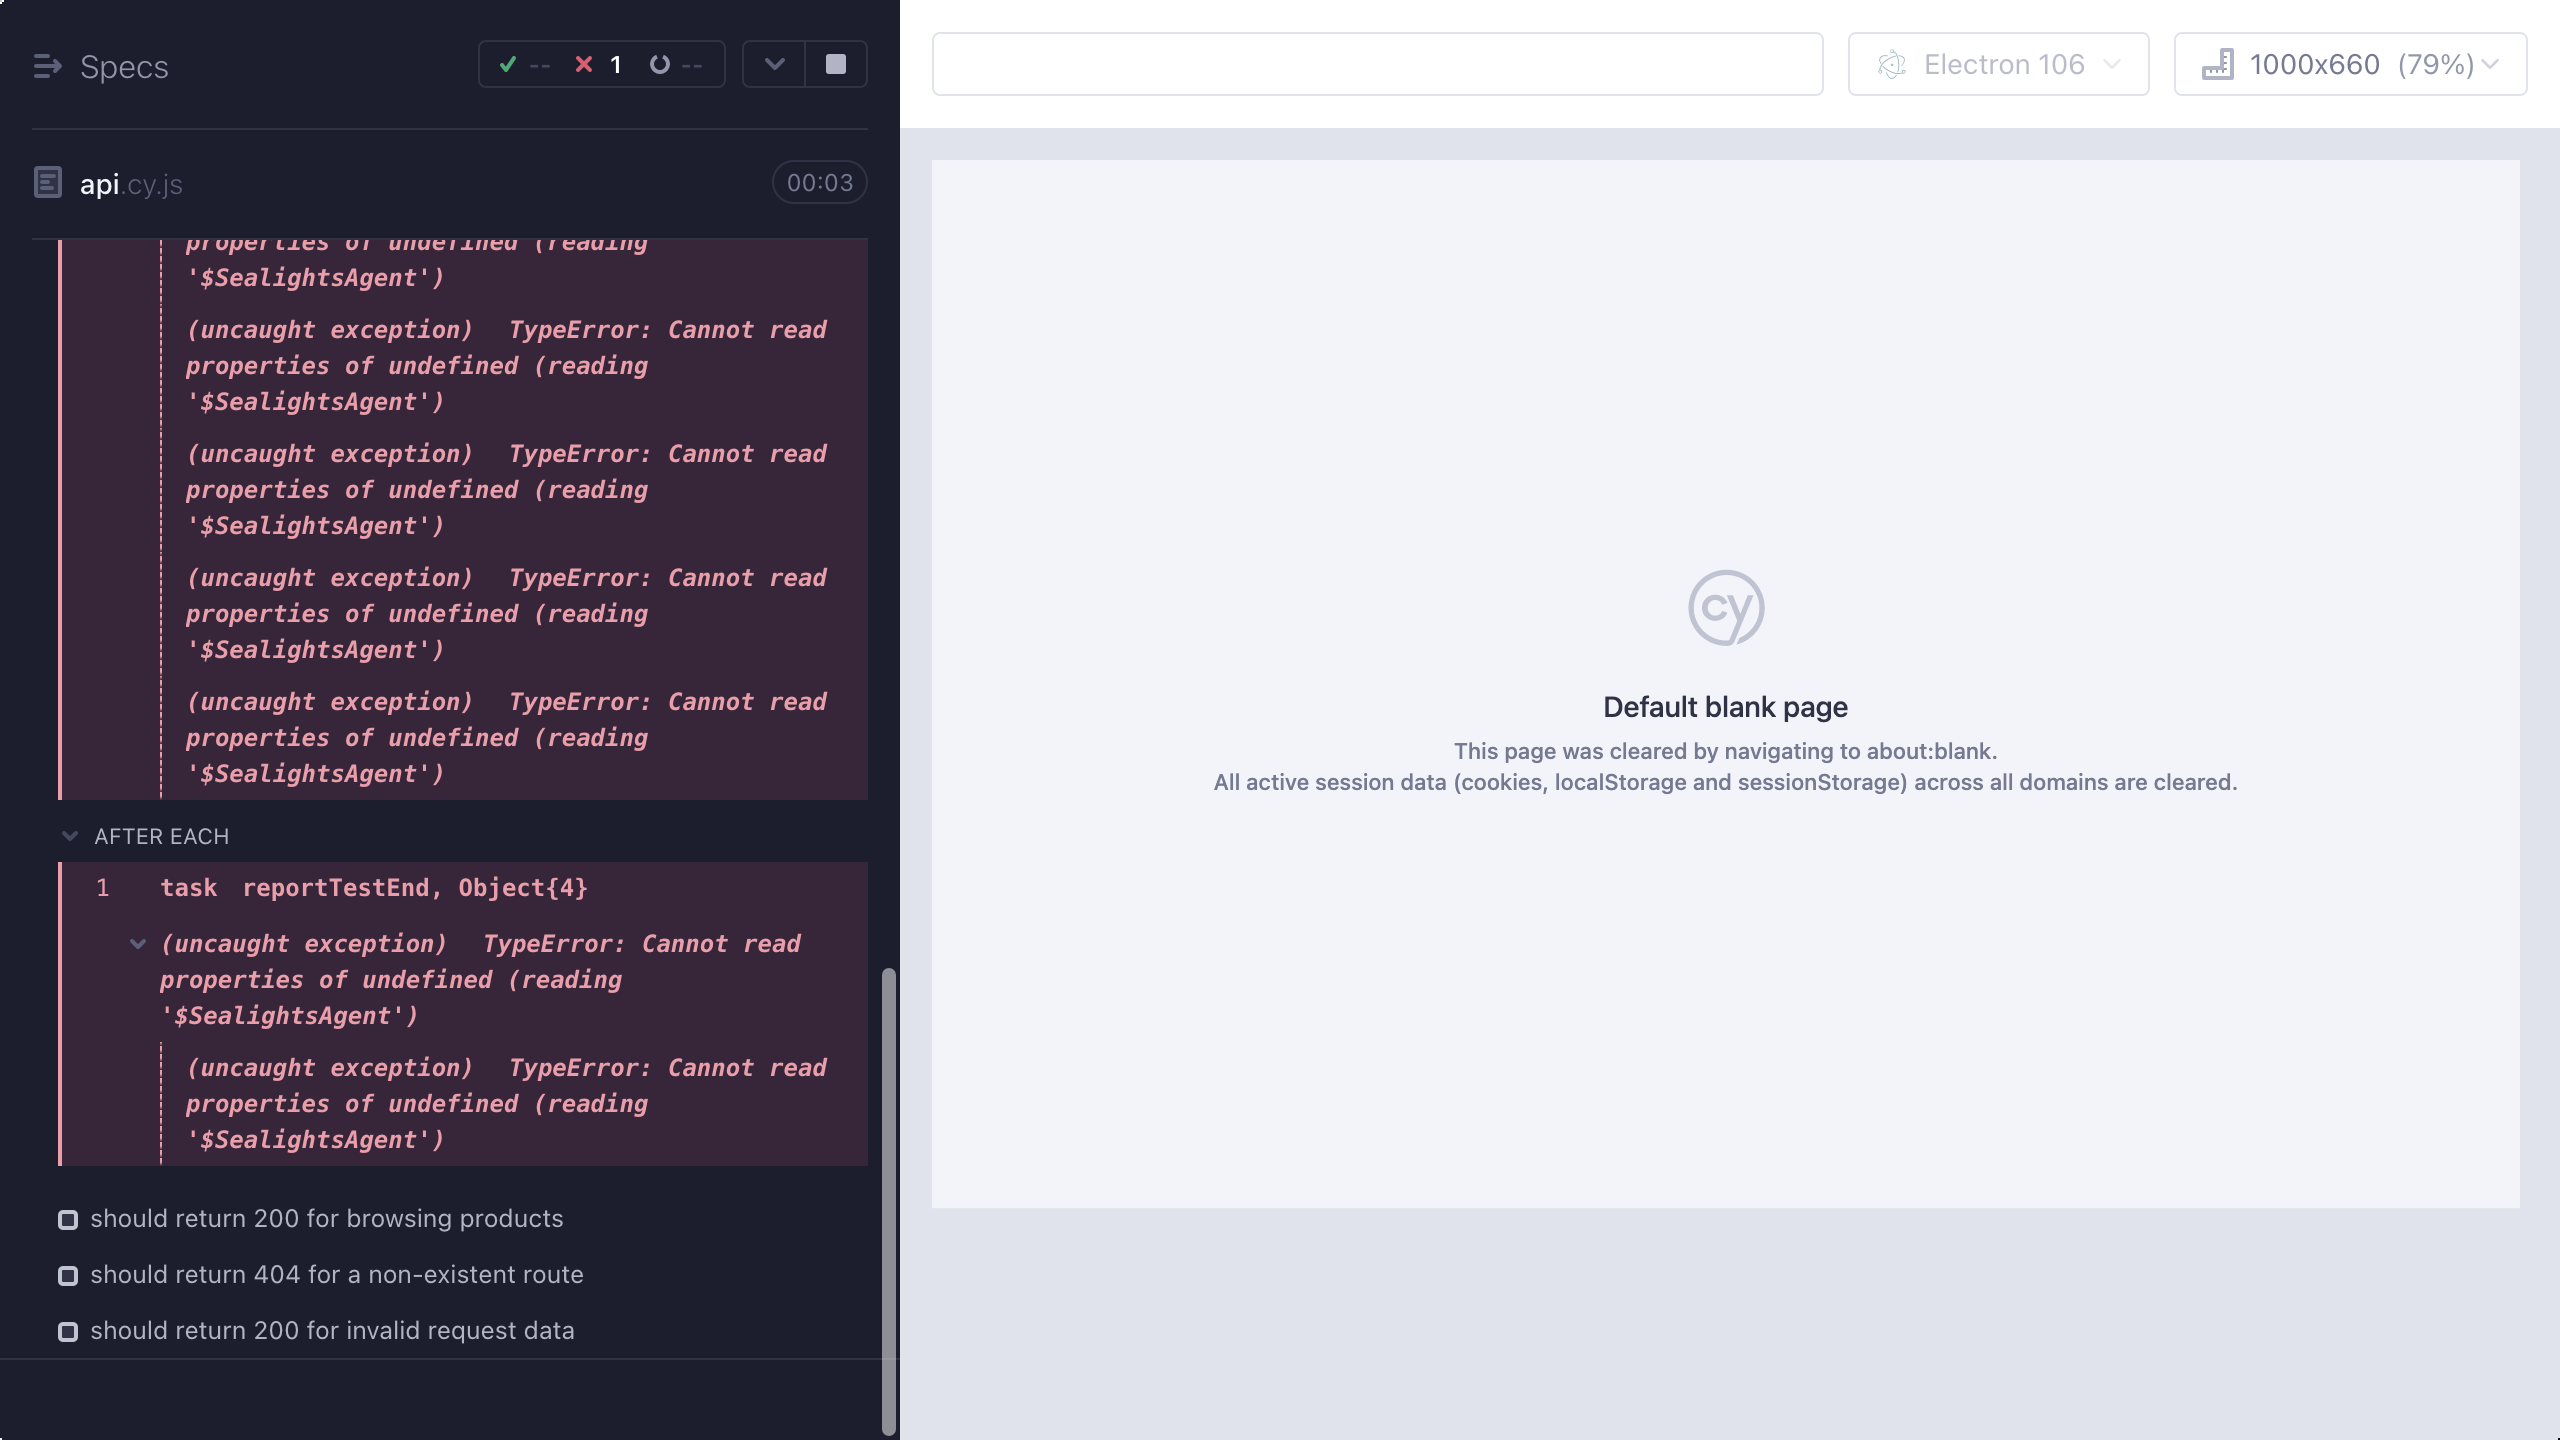 Specs
-- 1 --
api.cy.js
00:03
properties of undefined (reading
'$SealightsAgent')
(uncaught exception) TypeError: Cannot read
properties of undefined (reading
'$SealightsAgent')
(uncaught exception) TypeError: Cannot read
properties of undefined (reading
'$SealightsAgent')
(uncaught exception) TypeError: Cannot read
properties of undefined (reading
'$SealightsAgent')
(uncaught exception) TypeError: Cannot read
properties of undefined (reading
'$SealightsAgent')
AFTER EACH
1 task reportTestEnd, Object{4}
(uncaught exception) TypeError: Cannot read
properties of undefined (reading
'$SealightsAgent')
(uncaught exception) TypeError: Cannot read
properties of undefined (reading
'$SealightsAgent')
should return 200 for browsing products
should return 404 for a non-existent route
should return 200 for invalid request data
Electron 106
1000x660 (79%)
cy
Default blank page
This page was cleared by navigating to about:blank.
All active session data (cookies, localStorage and sessionStorage) across all domains are cleared.